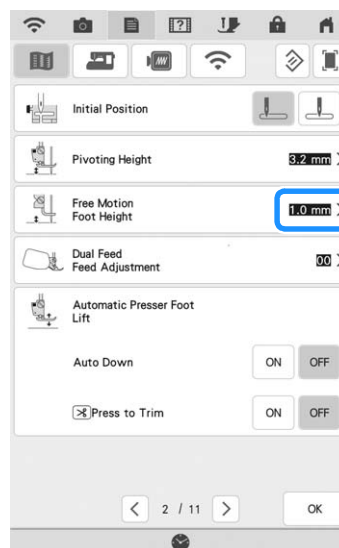 Initial Position
Pivoting Height
3.2 mm
Free Motion
Foot Height
1.0 mm
Dual Feed
Feed Adjustment
00
Automatic Presser Foot
Lift
Auto Down
ON
OFF
Press to Trim
ON
OFF
2 / 11
OK